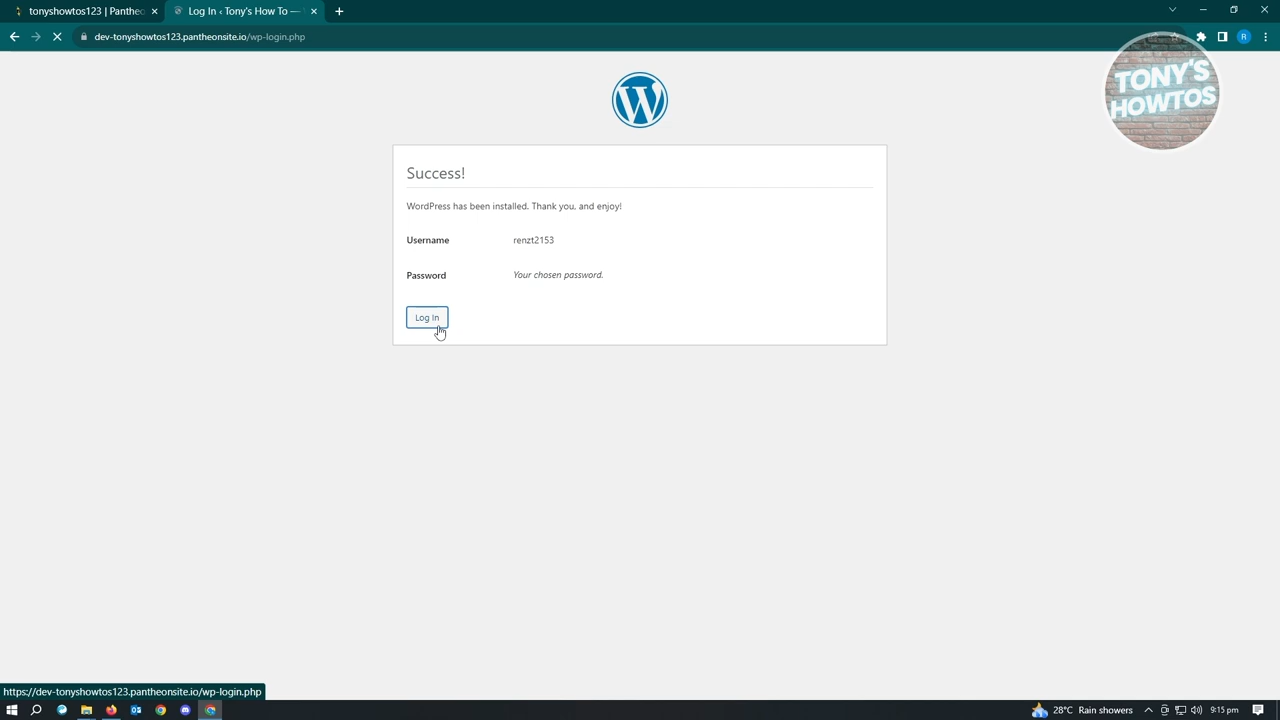 tonyshowtos123 | Pantheo
Log In ‹ Tony's How To —
dev-tonyshowtos123.pantheonsite.io/wp-login.php
R
TONY'S
HOWTOS
W
Success!
WordPress has been installed. Thank you, and enjoy!
Username renzt2153
Password Your chosen password.
Log In
https://dev-tonyshowtos123.pantheonsite.io/wp-login.php
28°C Rain showers 9:15 pm